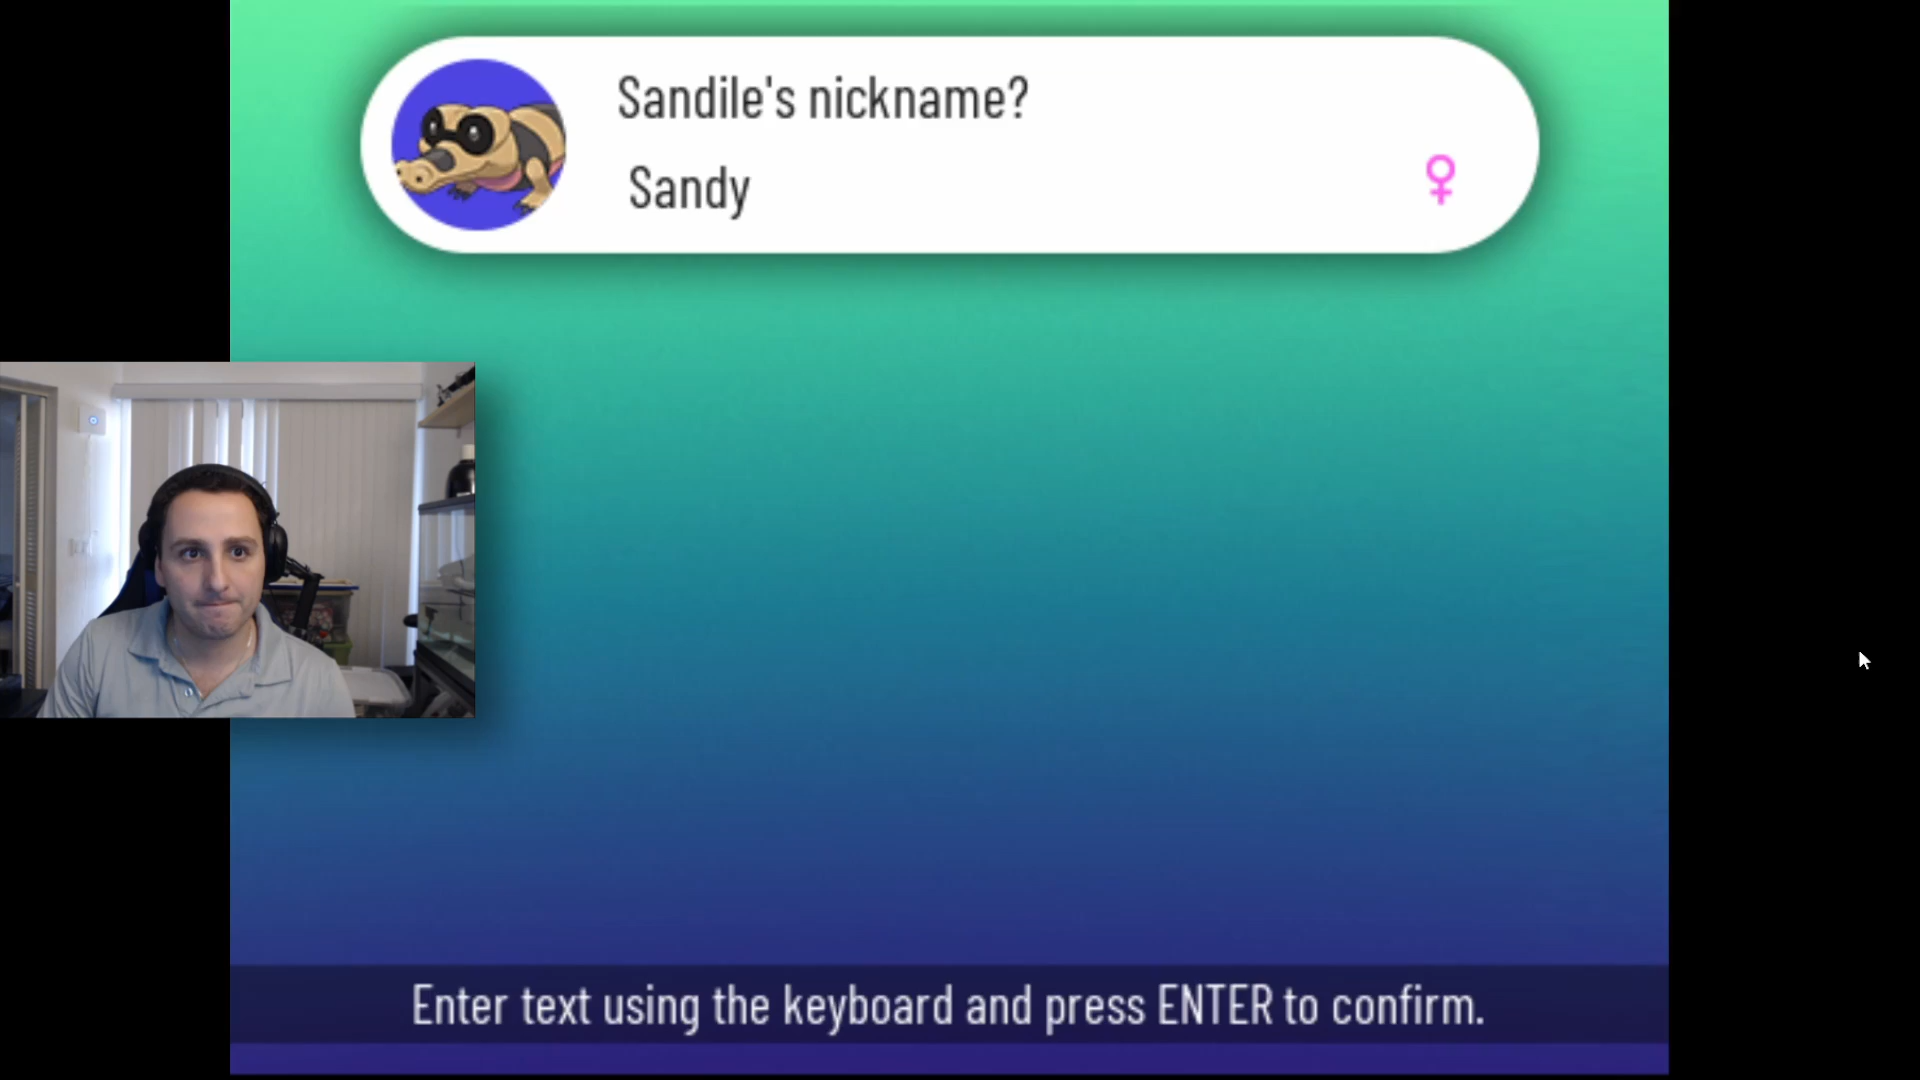 Sandile's nickname?
Sandy
Enter text using the keyboard and press ENTER to confirm.